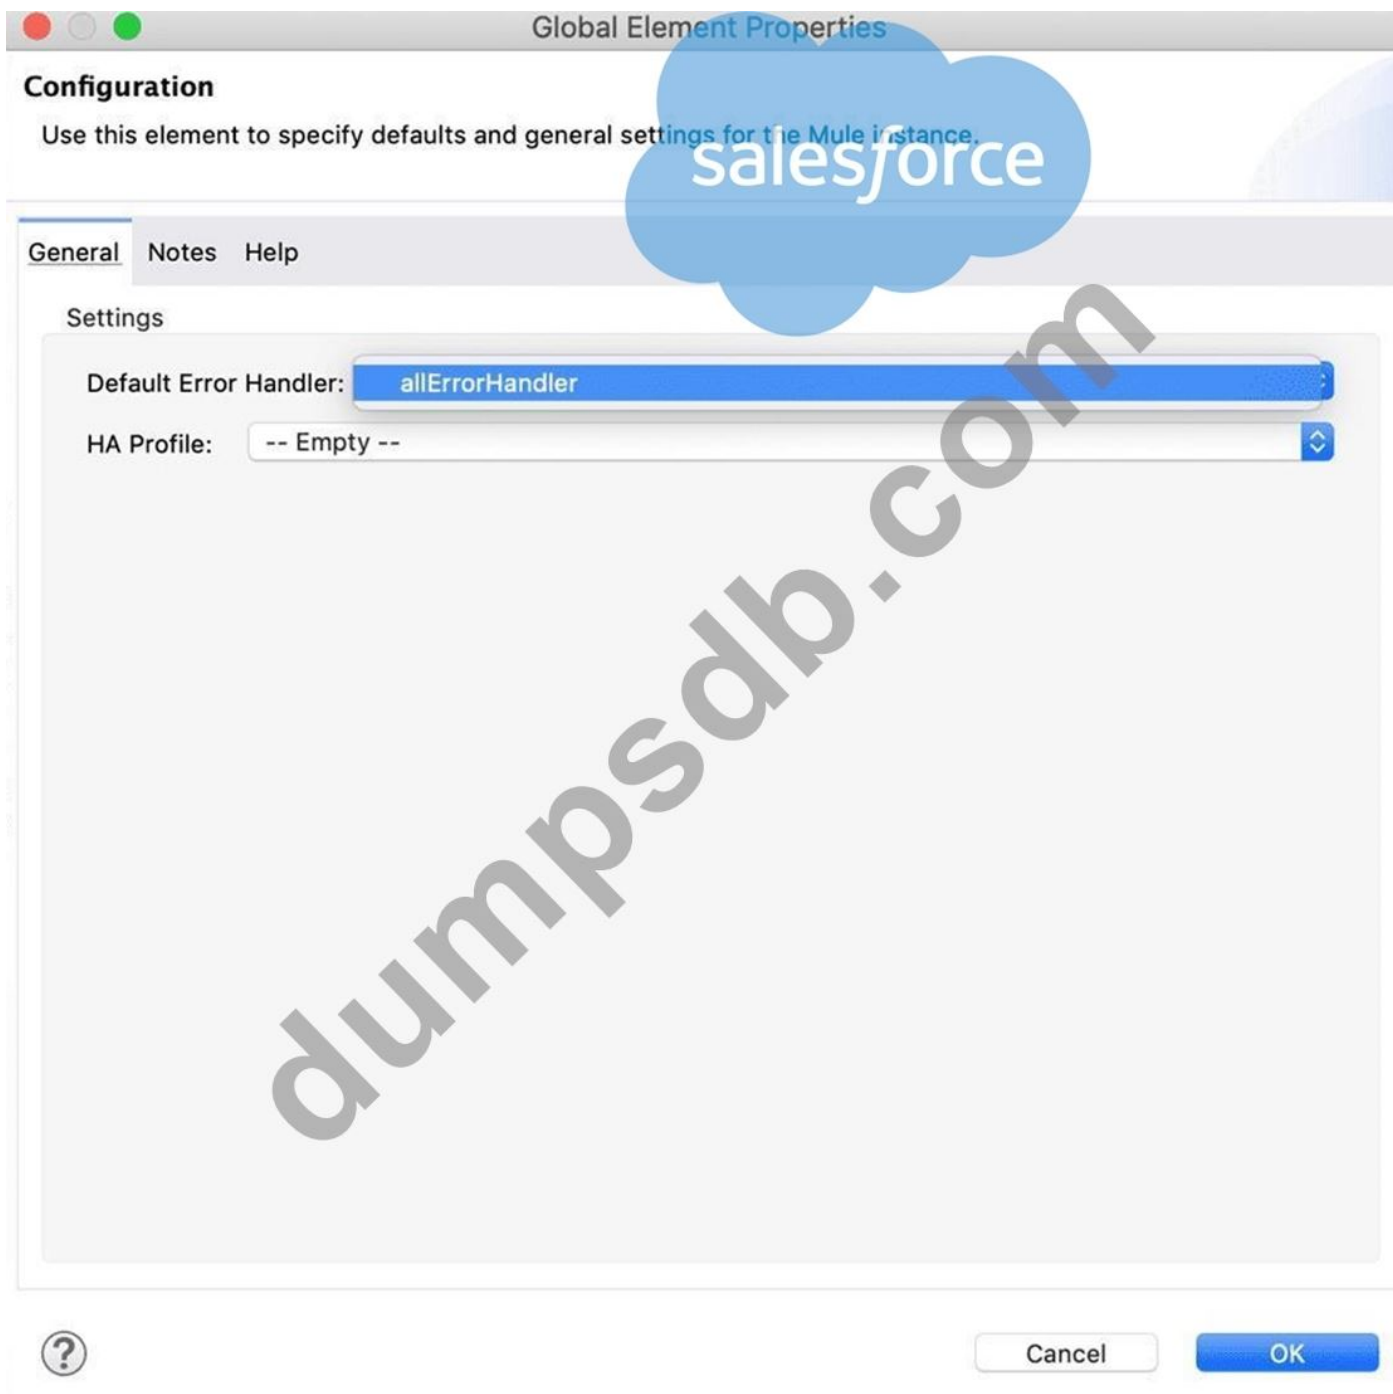 Global Element Properties
Configuration
Use this element to specify defaults and general settings for the Mule instance.
salesforce
General Notes Help
Settings
Default Error Handler: allErrorHandler
HA Profile: -- Empty --
dumpsdb.com
? Cancel OK